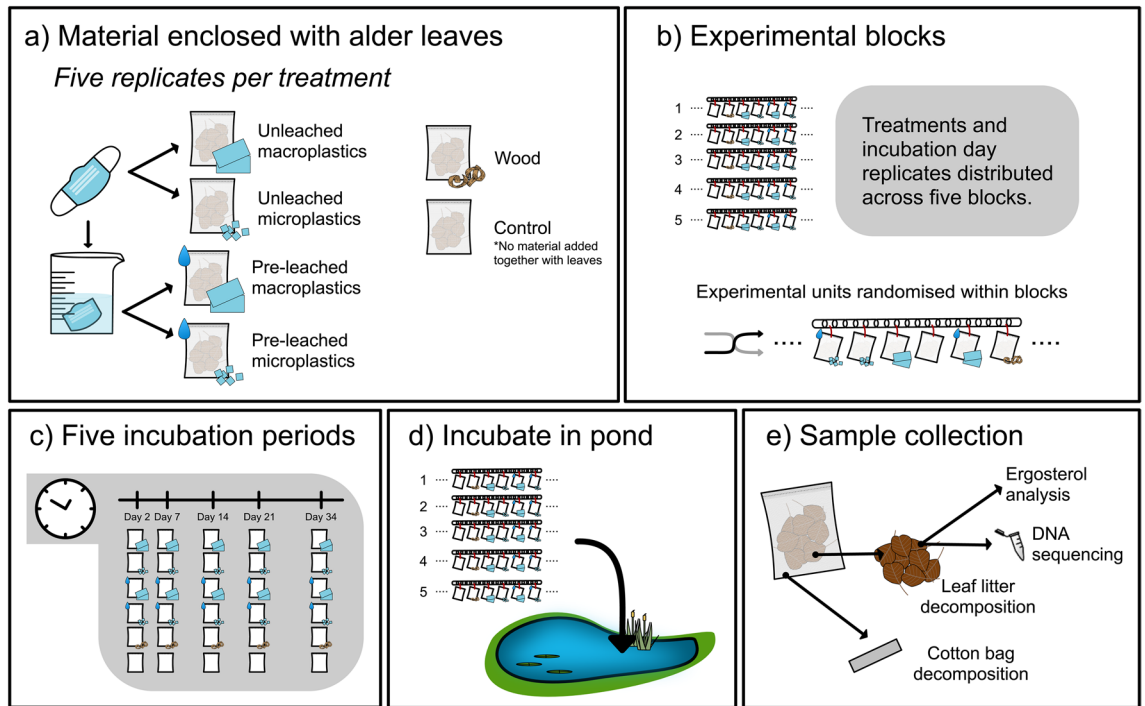 a) Material enclosed with alder leaves
Five replicates per treatment
Unleached
macroplastics
Unleached
microplastics
Pre-leached
macroplastics
Pre-leached
microplastics
Wood
Control
*No material added
together with leaves
b) Experimental blocks
1 ···· ····
2 ···· ····
3 ···· ····
4 ···· ····
5 ···· ····
Treatments and
incubation day
replicates distributed
across five blocks.
Experimental units randomised within blocks
···· ····
c) Five incubation periods
Day 2 Day 7 Day 14 Day 21 Day 34
d) Incubate in pond
1 ···· ····
2 ···· ····
3 ···· ····
4 ···· ····
5 ···· ····
e) Sample collection
Ergosterol
analysis
DNA
sequencing
Leaf litter
decomposition
Cotton bag
decomposition